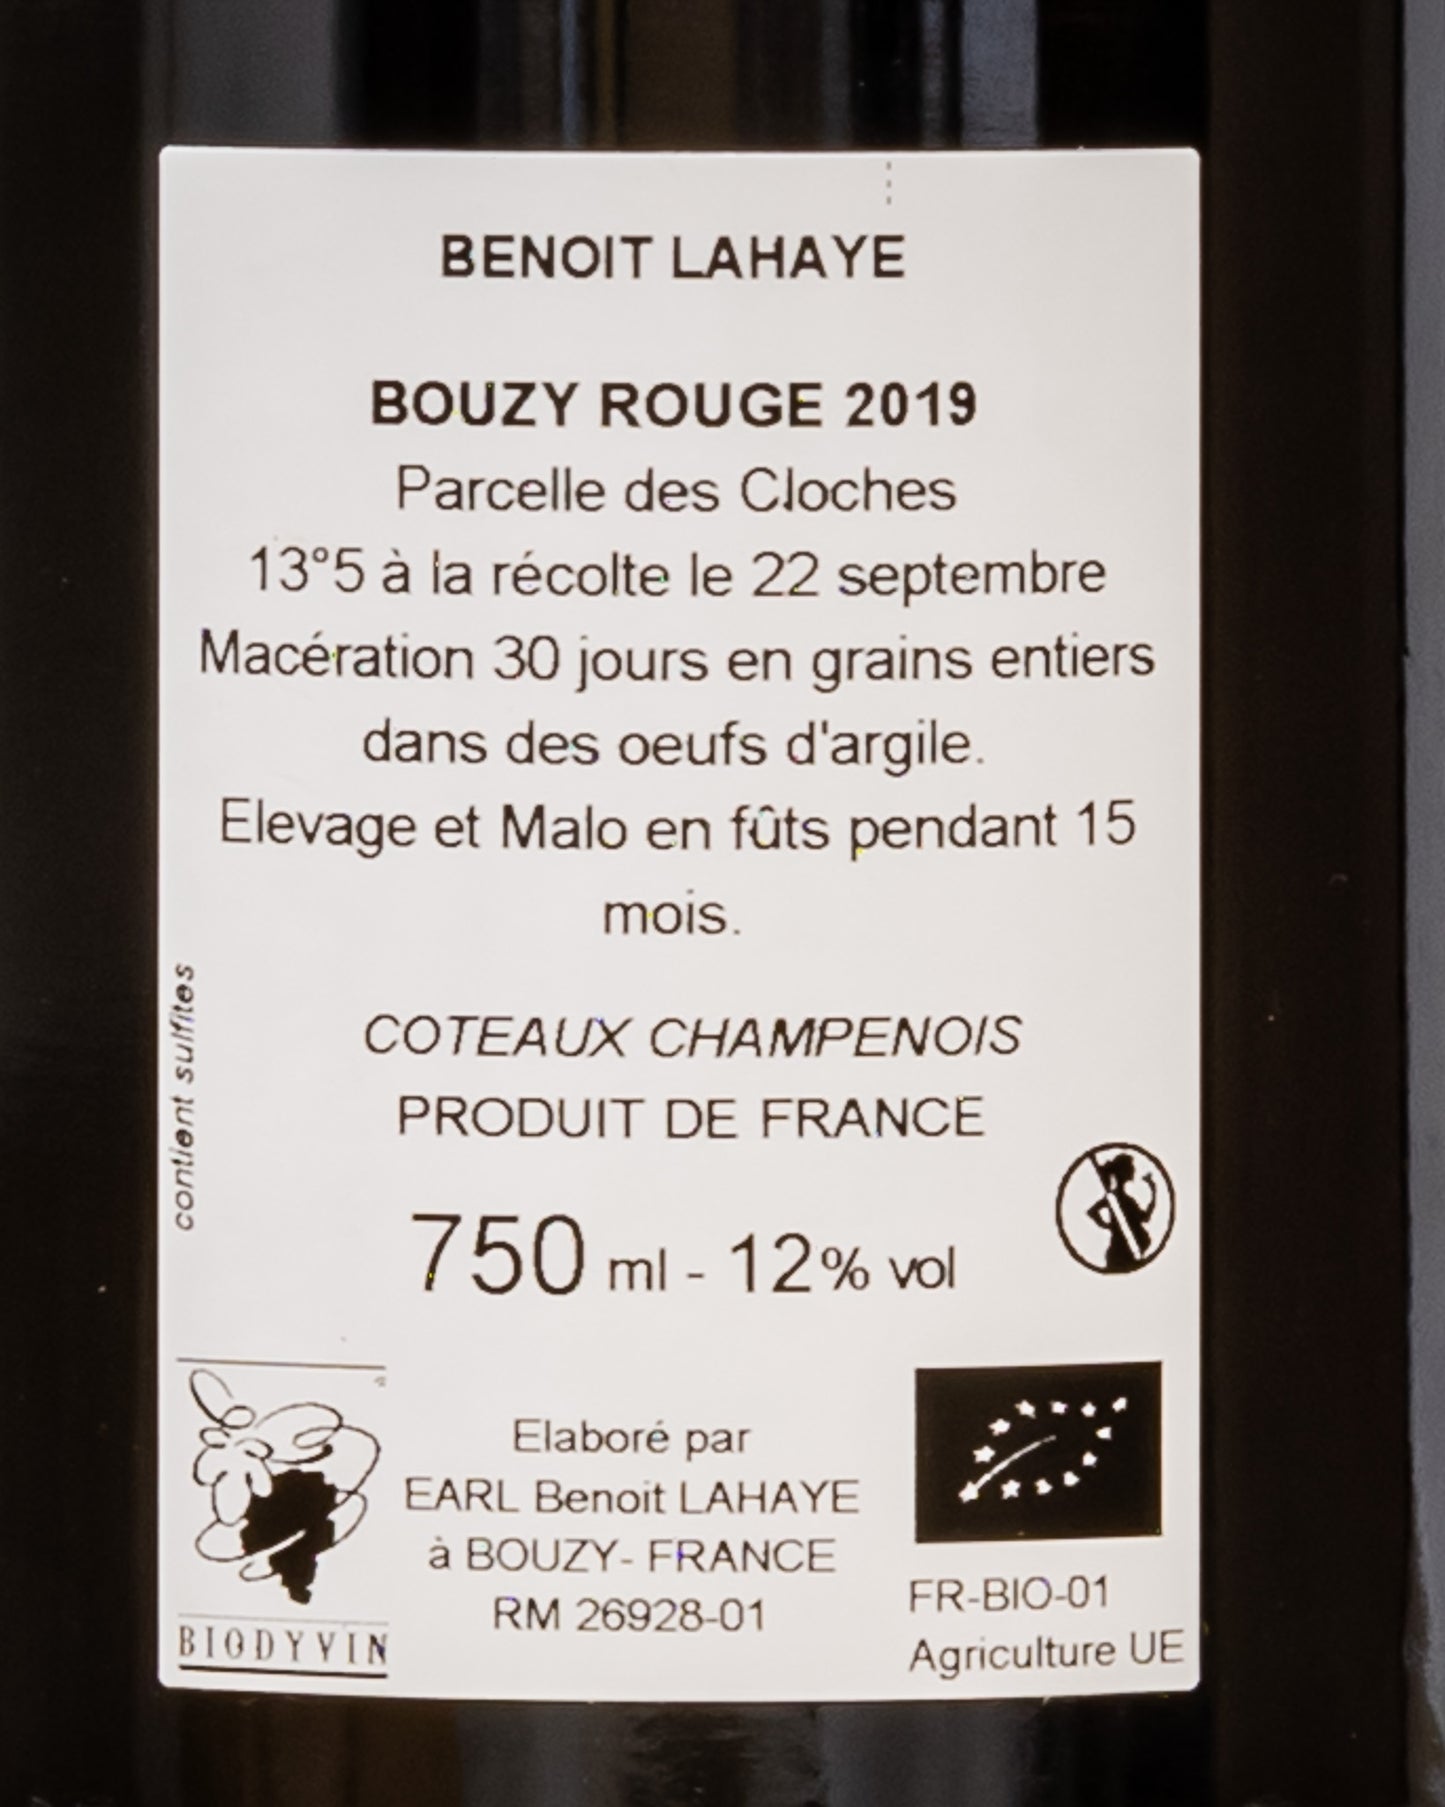 BENOIT LAHAYE
BOUZY ROUGE 2019
Parcelle des Cloches
13°5 à la récolte le 22 septembre
Macération 30 jours en grains entiers
dans des oeufs d'argile.
Elevage et Malo en fûts pendant 15
mois.
contient sulfites
COTEAUX CHAMPENOIS
PRODUIT DE FRANCE
750 ml - 12% vol
Elaboré par
EARL Benoit LAHAYE
à BOUZY- FRANCE
RM 26928-01
BIODYVIN
FR-BIO-01
Agriculture UE